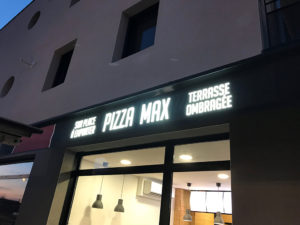 SUR PLACE
À EMPORTER
PIZZA MAX
TERRASSE
OMBRAGÉE